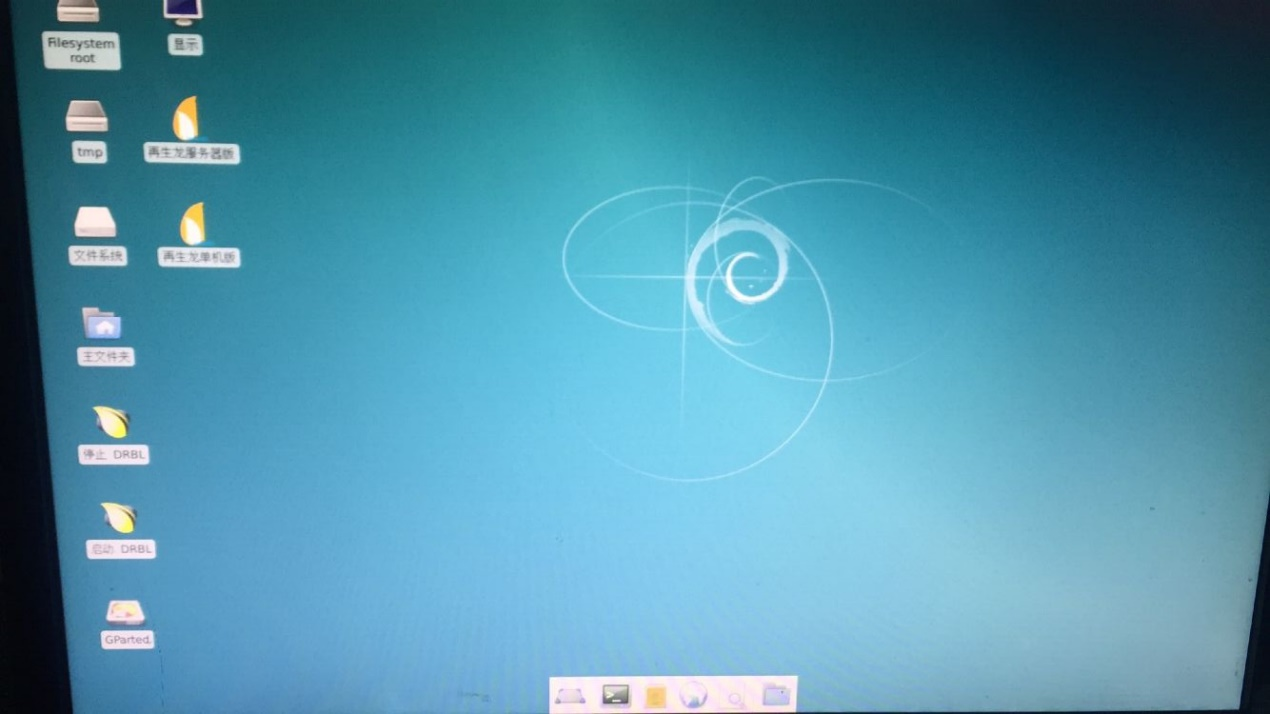 Filesystem
root
显示
tmp
再生龙服务器版
文件系统
再生龙单机版
主文件夹
停止 DRBL
启动 DRBL
GParted